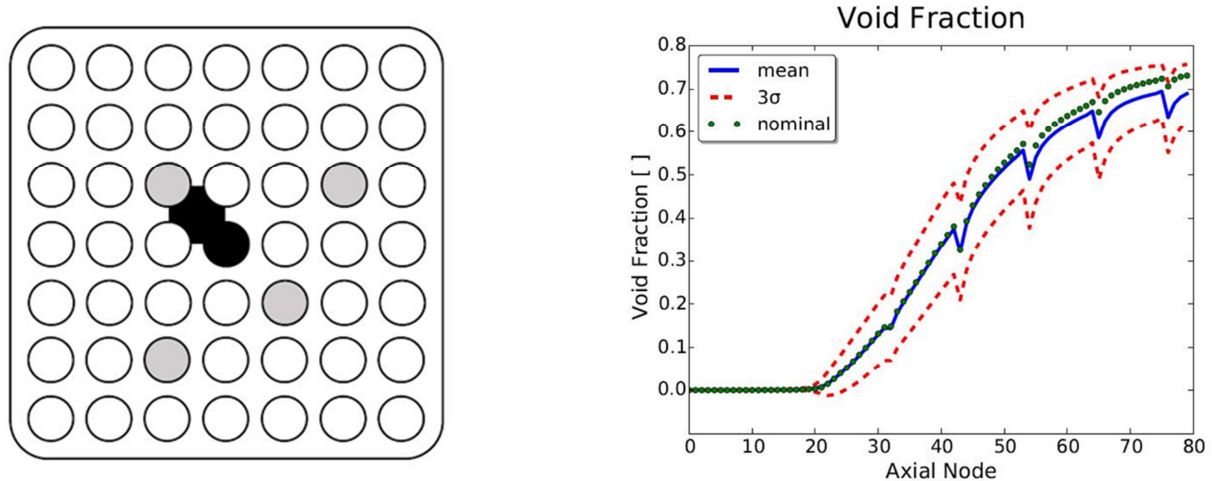 Void Fraction
mean
3σ
nominal
Void Fraction [ ]
0.8
0.7
0.6
0.5
0.4
0.3
0.2
0.1
0.0
0 10 20 30 40 50 60 70 80
Axial Node